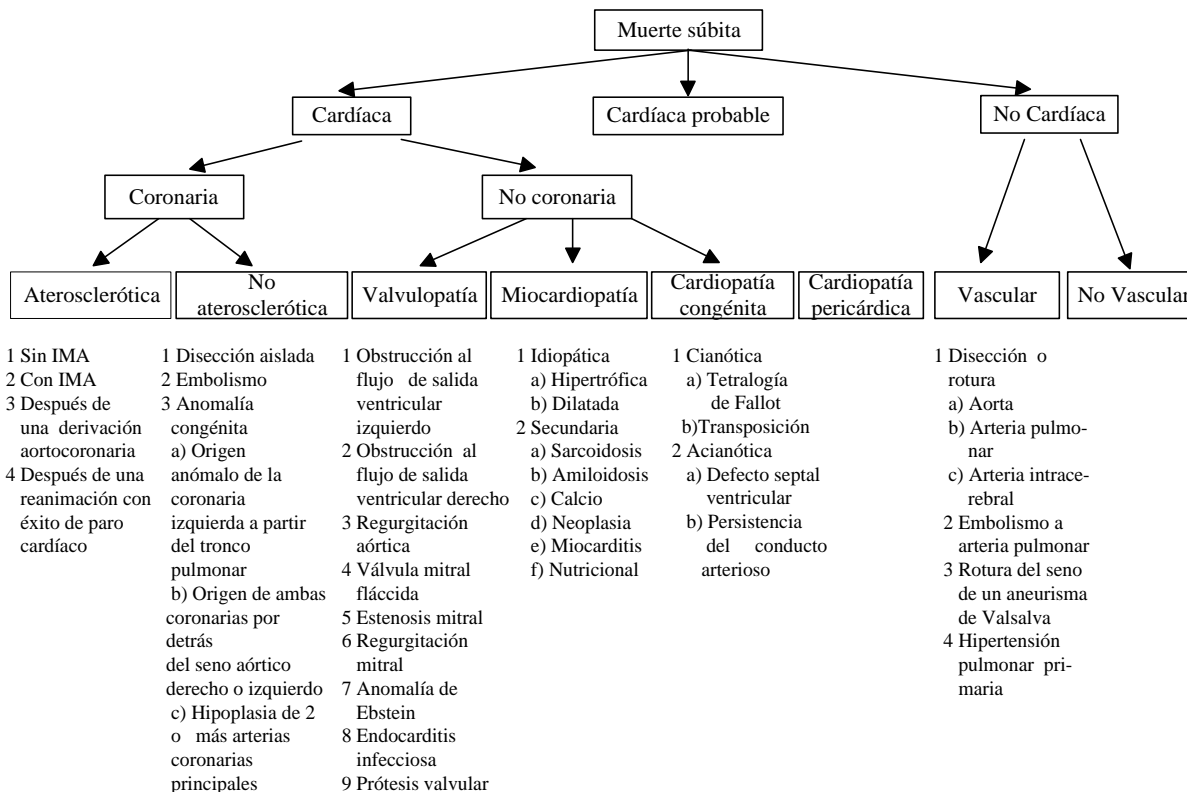 Muerte súbita
Cardíaca
Cardíaca probable
No Cardíaca
Coronaria
No coronaria
Aterosclerótica
No
aterosclerótica
Valvulopatía
Miocardiopatía
Cardiopatía
congénita
Cardiopatía
pericárdica
Vascular
No Vascular
1 Sin IMA
2 Con IMA
3 Después de
una derivación
aortocoronaria
4 Después de una
reanimación con
éxito de paro
cardíaco
1 Disección aislada
2 Embolismo
3 Anomalía
congénita
a) Origen
anómalo de la
coronaria
izquierda a partir
del tronco
pulmonar
b) Origen de ambas
coronarias por
detrás
del seno aórtico
derecho o izquierdo
c) Hipoplasia de 2
o más arterias
coronarias
principales
1 Obstrucción al
flujo de salida
ventricular
izquierdo
2 Obstrucción al
flujo de salida
ventricular derecho
3 Regurgitación
aórtica
4 Válvula mitral
fláccida
5 Estenosis mitral
6 Regurgitación
mitral
7 Anomalía de
Ebstein
8 Endocarditis
infecciosa
9 Prótesis valvular
1 Idiopática
a) Hipertrófica
b) Dilatada
2 Secundaria
a) Sarcoidosis
b) Amiloidosis
c) Calcio
d) Neoplasia
e) Miocarditis
f) Nutricional
1 Cianótica
a) Tetralogía
de Fallot
b)Transposición
2 Acianótica
a) Defecto septal
ventricular
b) Persistencia
del conducto
arterioso
1 Disección o
rotura
a) Aorta
b) Arteria pulmo-
nar
c) Arteria intrace-
rebral
2 Embolismo a
arteria pulmonar
3 Rotura del seno
de un aneurisma
de Valsalva
4 Hipertensión
pulmonar pri-
maria